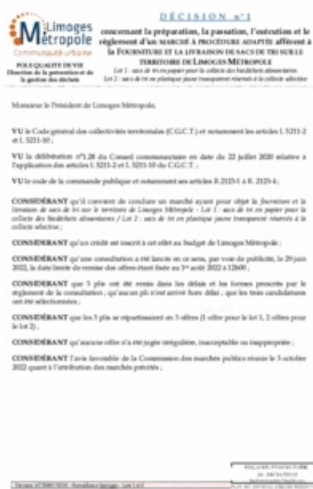 Limoges
Métropole
Communauté urbaine
POLE QUALITE DE VIE
Direction de la prévention et de
la gestion des déchets
DÉCISION n°1
concernant la préparation, la passation, l'exécution et le
règlement d'un MARCHÉ À PROCÉDURE ADAPTÉE afférent à
la FOURNITURE ET LA LIVRAISON DE SACS DE TRI SUR LE
TERRITOIRE DE LIMOGES MÉTROPOLE
Lot 1 : sacs de tri en papier pour la collecte des biodéchets alimentaires
Lot 2 : sacs de tri en plastique jaune transparent réservés à la collecte sélective
Monsieur le Président de Limoges Métropole,
VU le Code général des collectivités territoriales (C.G.C.T.) et notamment les articles L 5211-2
et L 5211-10 ;
VU la délibération n°1.28 du Conseil communautaire en date du 22 juillet 2020 relative à
l'application des articles L 5211-2 et L 5211-10 du C.G.C.T. ;
VU le code de la commande publique et notamment ses articles R 2123-1 à R 2123-4 ;
CONSIDÉRANT qu'il convient de conclure un marché ayant pour objet la fourniture et la
livraison de sacs de tri sur le territoire de Limoges Métropole - Lot 1 : sacs de tri en papier pour la
collecte des biodéchets alimentaires / Lot 2 : sacs de tri en plastique jaune transparent réservés à la
collecte sélective ;
CONSIDÉRANT qu'un crédit est inscrit à cet effet au budget de Limoges Métropole ;
CONSIDÉRANT qu'une consultation a été lancée en ce sens, par voie de publicité, le 29 juin
2022, la date limite de remise des offres étant fixée au 1er août 2022 à 12h00 ;
CONSIDÉRANT que 3 plis ont été remis dans les délais et les formes prescrits par le
règlement de la consultation ; qu'aucun pli n'est arrivé hors délai , que les trois candidatures
ont été sélectionnées ;
CONSIDÉRANT que les 3 plis se répartissaient en 3 offres (1 offre pour le lot 1, 2 offres pour
le lot 2) ;
CONSIDÉRANT qu'aucune offre n'a été jugée irrégulière, inacceptable ou inappropriée ;
CONSIDÉRANT l'avis favorable de la Commission des marchés publics réunie le 3 octobre
2022 quant à l'attribution des marchés précités ;